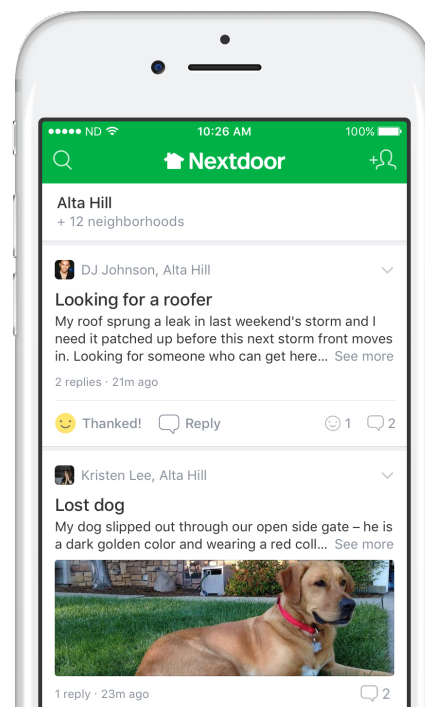 ND
10:26 AM
100%
Nextdoor
Alta Hill
+ 12 neighborhoods
DJ Johnson, Alta Hill
Looking for a roofer
My roof sprung a leak in last weekend's storm and I
need it patched up before this next storm front moves
in. Looking for someone who can get here... See more
2 replies · 21m ago
Thanked! Reply 1 2
Kristen Lee, Alta Hill
Lost dog
My dog slipped out through our open side gate – he is
a dark golden color and wearing a red coll... See more
1 reply · 23m ago 2